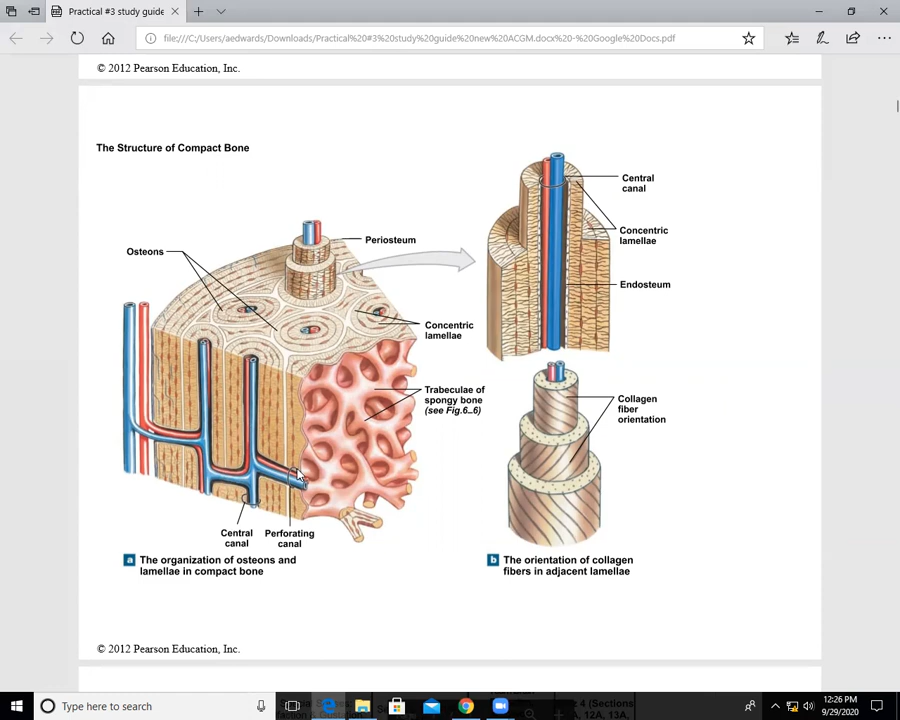 Practical #3 study guide
file:///C:/Users/aedwards/Downloads/Practical%20#3%20study%20guide%20new%20ACGM.docx%20-%20Google%20Docs.pdf
© 2012 Pearson Education, Inc.
The Structure of Compact Bone
Central
canal
Concentric
lamellae
Endosteum
Periosteum
Osteons
Concentric
lamellae
Trabeculae of
spongy bone
(see Fig.6–6)
Collagen
fiber
orientation
Central
canal
Perforating
canal
a The organization of osteons and
lamellae in compact bone
b The orientation of collagen
fibers in adjacent lamellae
© 2012 Pearson Education, Inc.
4 (Sections
12A, 13A,
Type here to search
12:26 PM
9/29/2020